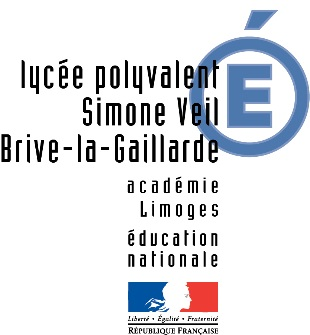 lycée polyvalent
Simone Veil
Brive-la-Gaillarde
É
académie
Limoges
éducation
nationale
Liberté • Égalité • Fraternité
RÉPUBLIQUE FRANÇAISE